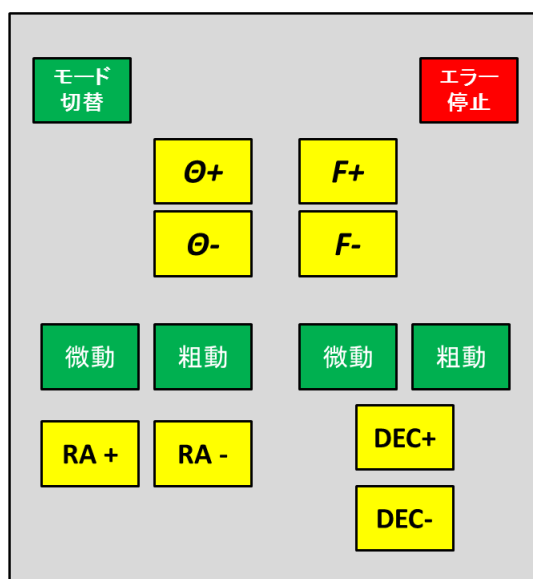 モード
切替
エラー
停止
Θ+
F+
Θ-
F-
微動
粗動
微動
粗動
RA +
RA -
DEC+
DEC-